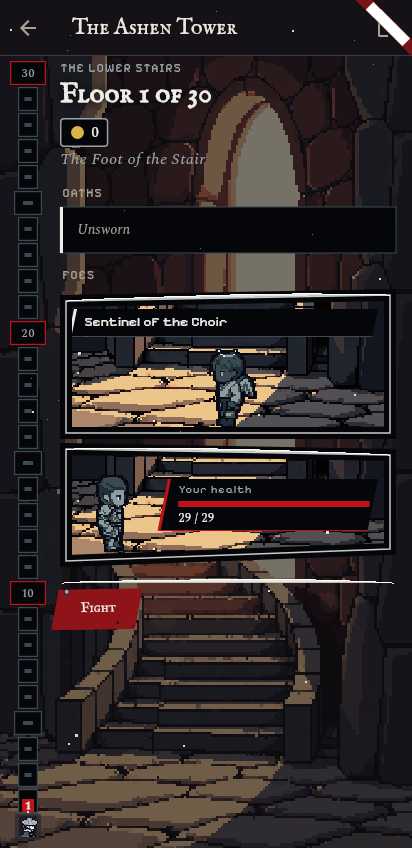 The Ashen Tower
30
THE LOWER STAIRS
Floor 1 of 30
0
The Foot of the Stair
OATHS
Unsworn
FOES
20
Sentinel of the Choir
Your health
29 / 29
10
Fight
1